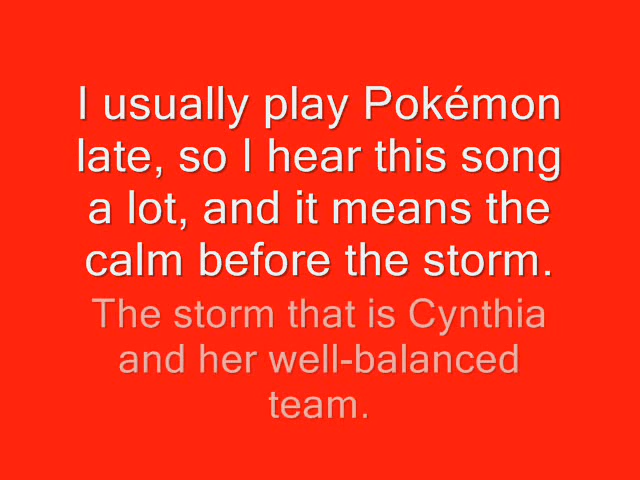 I usually play Pokémon
late, so I hear this song
a lot, and it means the
calm before the storm.
The storm that is Cynthia
and her well-balanced
team.